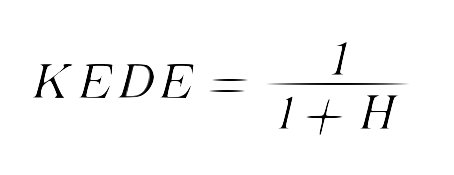 KEDE = 1
1 + H